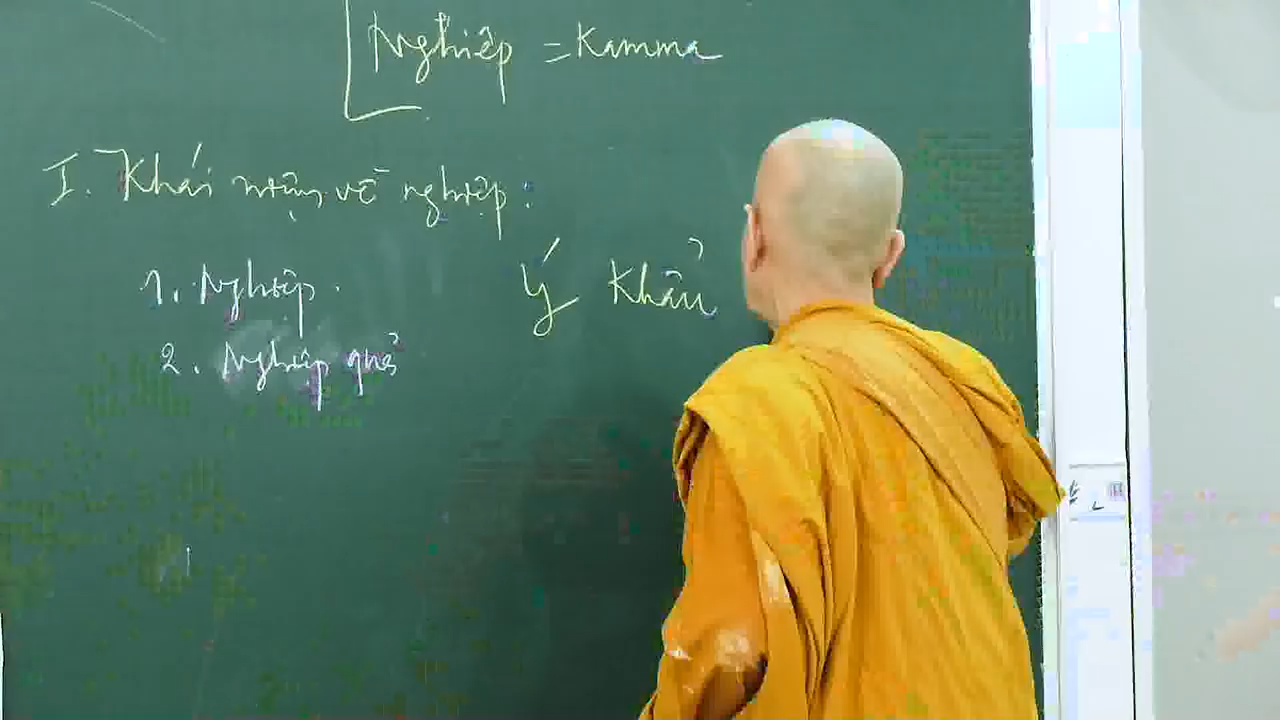 Nghiệp = Kamma
I. Khái niệm về nghiệp:
1. Nghiệp.
Ý Khẩu
2. Nghiệp quả